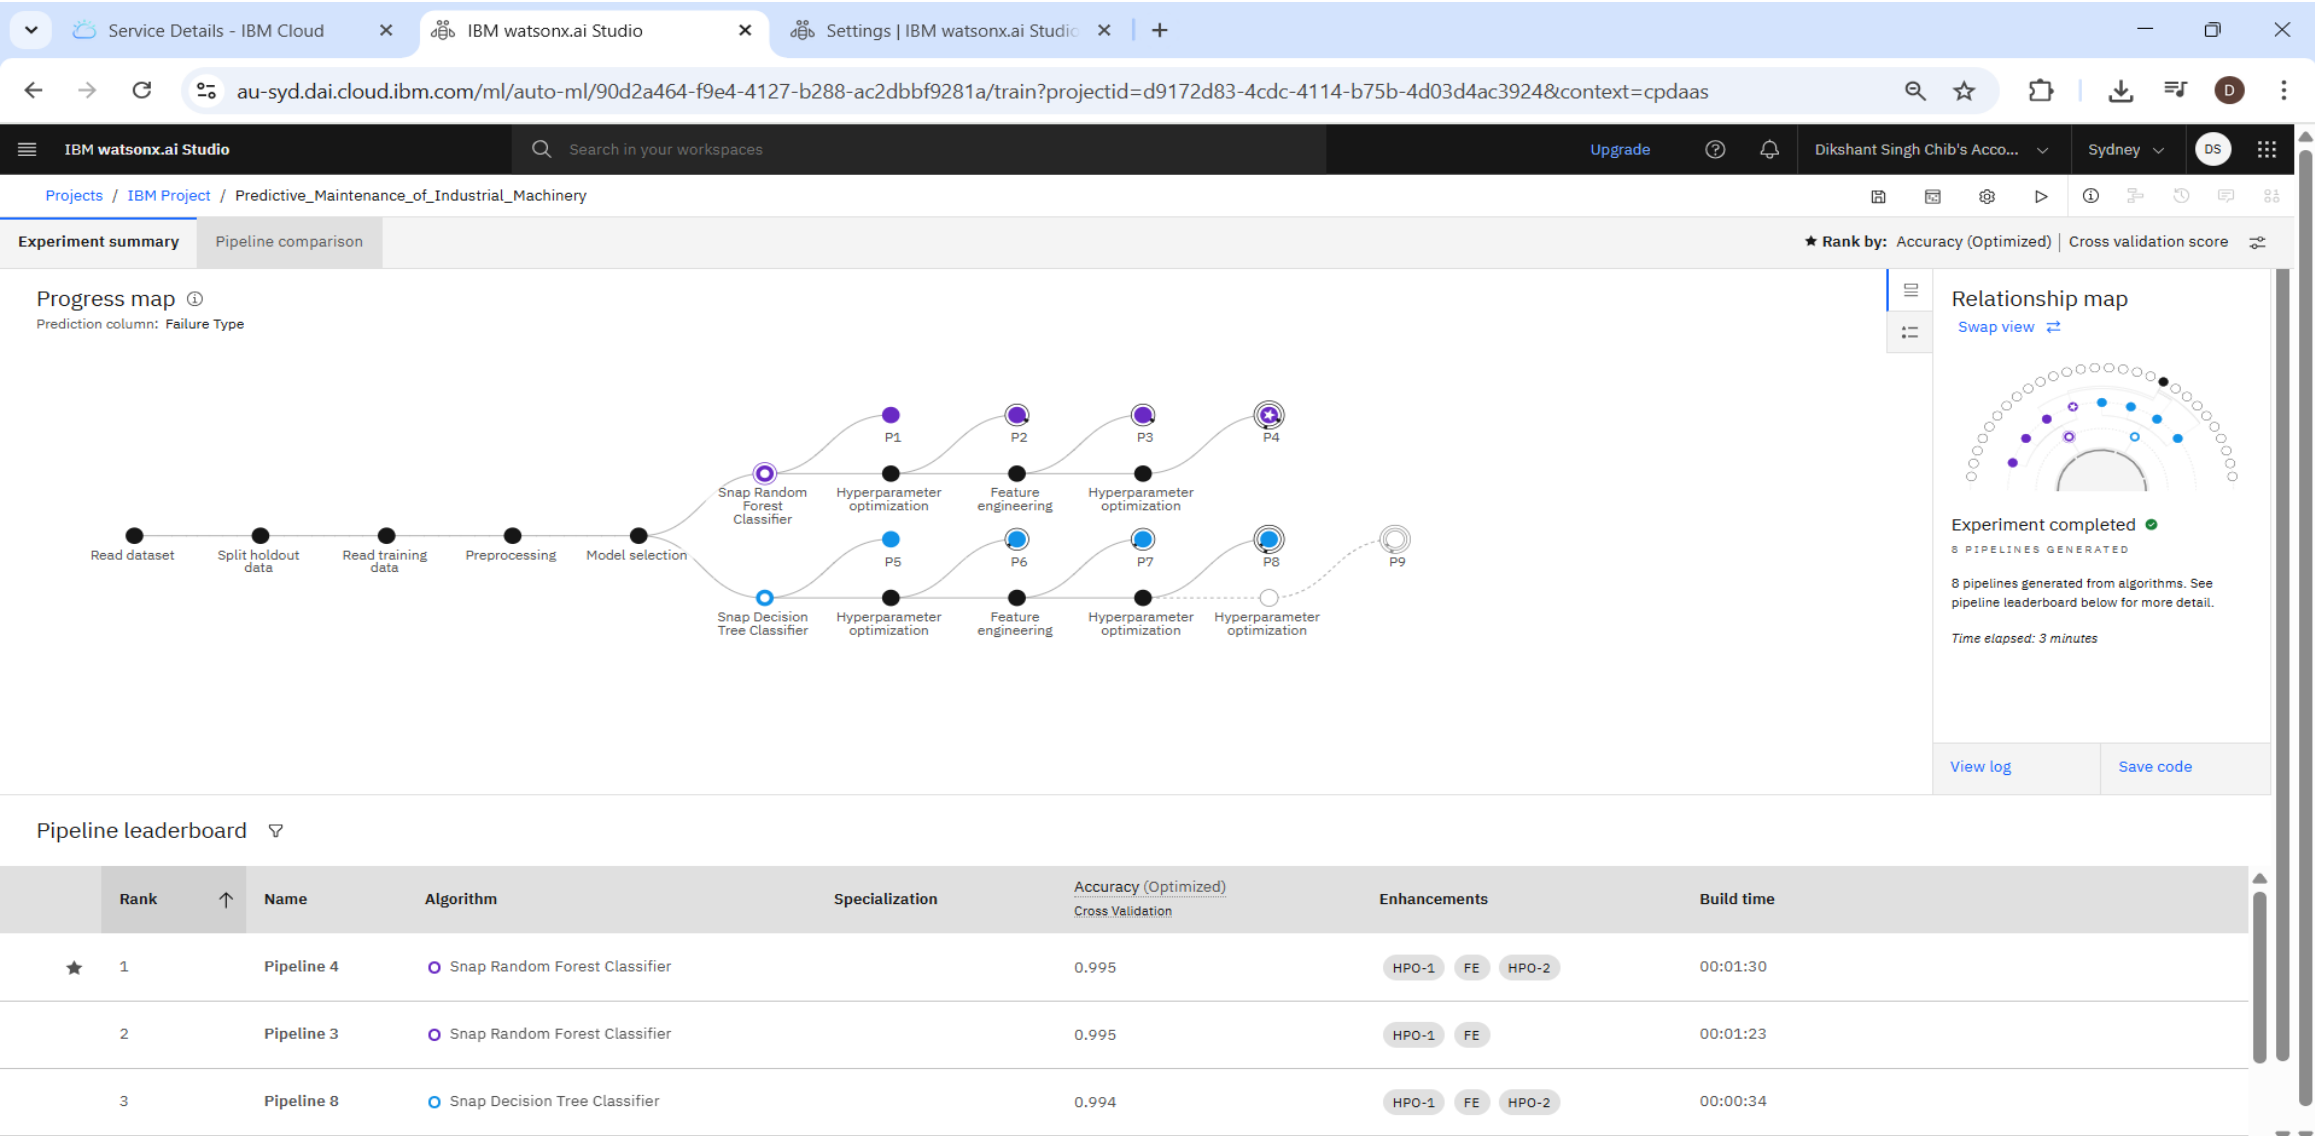 Service Details - IBM Cloud
IBM watsonx.ai Studio
Settings | IBM watsonx.ai Studio
au-syd.dai.cloud.ibm.com/ml/auto-ml/90d2a464-f9e4-4127-b288-ac2dbbf9281a/train?projectid=d9172d83-4cdc-4114-b75b-4d03d4ac3924&context=cpdaas
D
IBM watsonx.ai Studio
Search in your workspaces
Upgrade
Dikshant Singh Chib's Acco...
Sydney
DS
Projects / IBM Project / Predictive_Maintenance_of_Industrial_Machinery
Experiment summary
Pipeline comparison
Rank by: Accuracy (Optimized) | Cross validation score
Progress map
Prediction column: Failure Type
P1
P2
P3
P4
Snap Random
Forest
Classifier
Hyperparameter
optimization
Feature
engineering
Hyperparameter
optimization
Read dataset
Split holdout
data
Read training
data
Preprocessing
Model selection
P5
P6
P7
P8
P9
Snap Decision
Tree Classifier
Hyperparameter
optimization
Feature
engineering
Hyperparameter
optimization
Hyperparameter
optimization
Relationship map
Swap view
Experiment completed
8 PIPELINES GENERATED
8 pipelines generated from algorithms. See
pipeline leaderboard below for more detail.
Time elapsed: 3 minutes
View log
Save code
Pipeline leaderboard
Rank
Name
Algorithm
Specialization
Accuracy (Optimized)
Cross Validation
Enhancements
Build time
1 Pipeline 4 Snap Random Forest Classifier 0.995 HPO-1 FE HPO-2 00:01:30
2 Pipeline 3 Snap Random Forest Classifier 0.995 HPO-1 FE 00:01:23
3 Pipeline 8 Snap Decision Tree Classifier 0.994 HPO-1 FE HPO-2 00:00:34